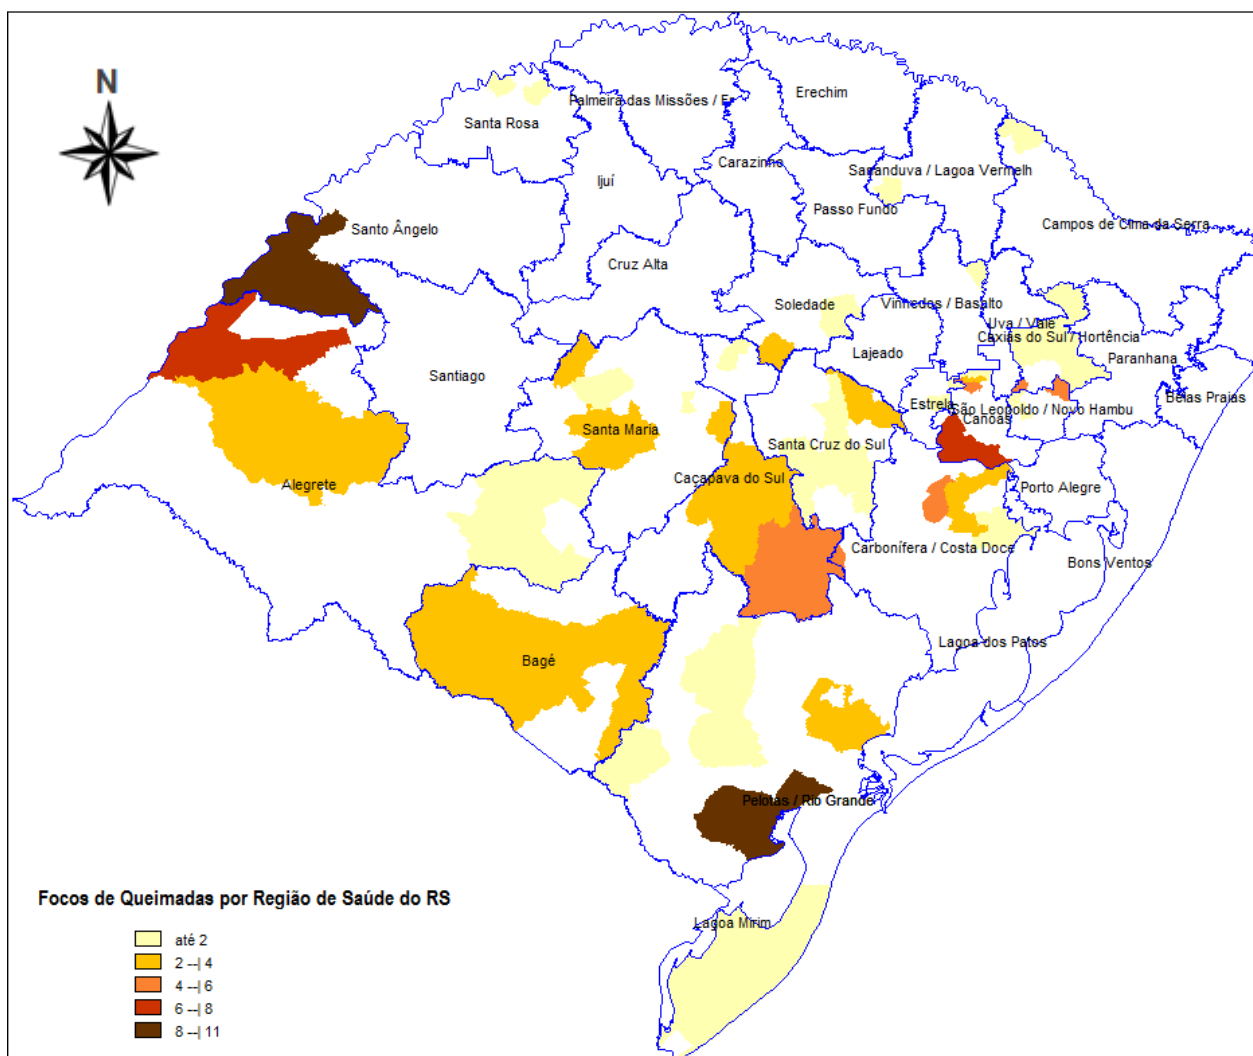 N
Palmeira das Missões / Er
Erechim
Santa Rosa
Carazinho
Sananduva / Lagoa Vermelh
Ijuí
Passo Fundo
Campos de Cima da Serra
Santo Ângelo
Cruz Alta
Soledade
Vinhedos / Basalto
Uva / Vale
Caxias do Sul / Hortência
Lajeado
Paranhana
Santiago
Belas Praias
Estrela
São Leopoldo / Novo Hambu
Canoas
Santa Maria
Santa Cruz do Sul
Caçapava do Sul
Alegrete
Porto Alegre
Carbonífera / Costa Doce
Bons Ventos
Lagoa dos Patos
Bagé
Pelotas / Rio Grande
Lagoa Mirim
Focos de Queimadas por Região de Saúde do RS
até 2
2 --| 4
4 --| 6
6 --| 8
8 --| 11